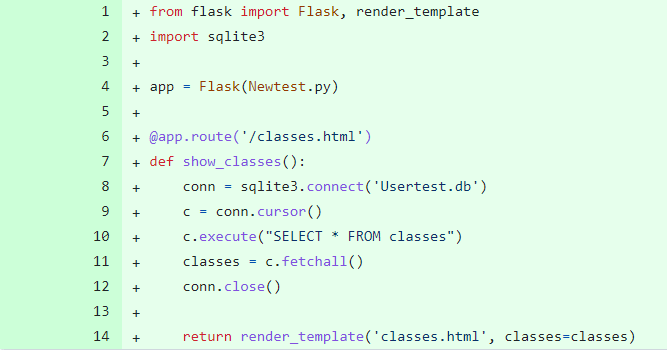 1 + from flask import Flask, render_template
2 + import sqlite3
3 +
4 + app = Flask(Newtest.py)
5 +
6 + @app.route('/classes.html')
7 + def show_classes():
8 +     conn = sqlite3.connect('Usertest.db')
9 +     c = conn.cursor()
10 +     c.execute("SELECT * FROM classes")
11 +     classes = c.fetchall()
12 +     conn.close()
13 +
14 +     return render_template('classes.html', classes=classes)